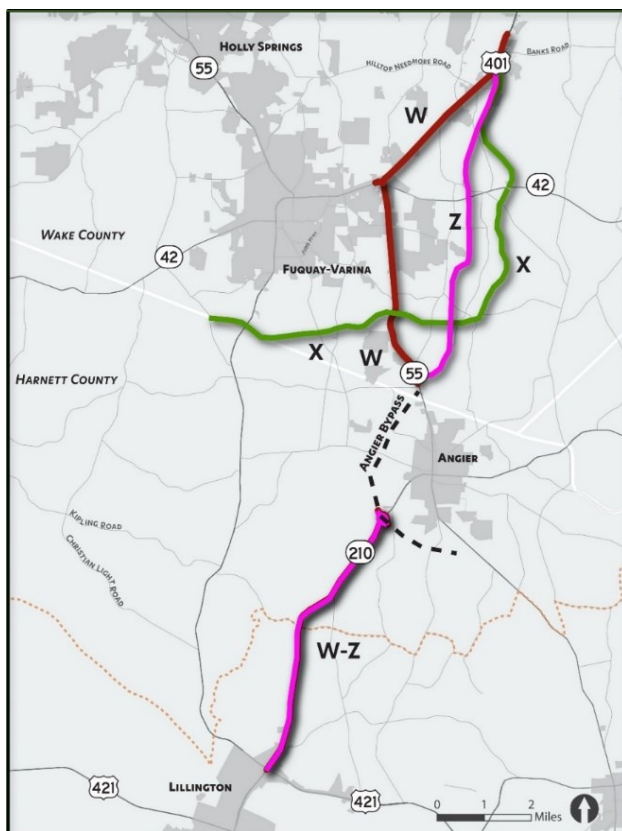 HOLLY SPRINGS
55
HILLTOP NEEDMORE ROAD
BANKS ROAD
401
W
42
Z
WAKE COUNTY
42
FUQUAY-VARINA
X
X
W
HARNETT COUNTY
55
ANGIER BYPASS
ANGIER
KIPLING ROAD
CHRISTIAN LIGHT ROAD
210
W-Z
421
LILLINGTON
421
0 1 2
MILES